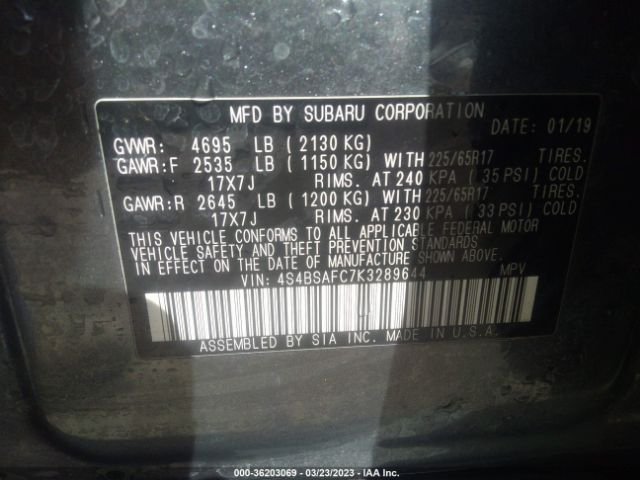 MFD BY SUBARU CORPORATION
DATE: 01/19
GVWR: 4695 LB (2130 KG)
GAWR:F 2535 LB (1150 KG) WITH 225/65R17 TIRES.
17X7J RIMS. AT 240 KPA (35 PSI) COLD
GAWR:R 2645 LB (1200 KG) WITH 225/65R17 TIRES.
17X7J RIMS. AT 230 KPA (33 PSI) COLD
THIS VEHICLE CONFORMS TO ALL APPLICABLE FEDERAL MOTOR
VEHICLE SAFETY AND THEFT PREVENTION STANDARDS
IN EFFECT ON THE DATE OF MANUFACTURE SHOWN ABOVE.
VIN: 4S4BSAFC7K3289644 MPV
ASSEMBLED BY SIA INC. MADE IN U.S.A.
000-36203069 - 03/23/2023 - IAA Inc.